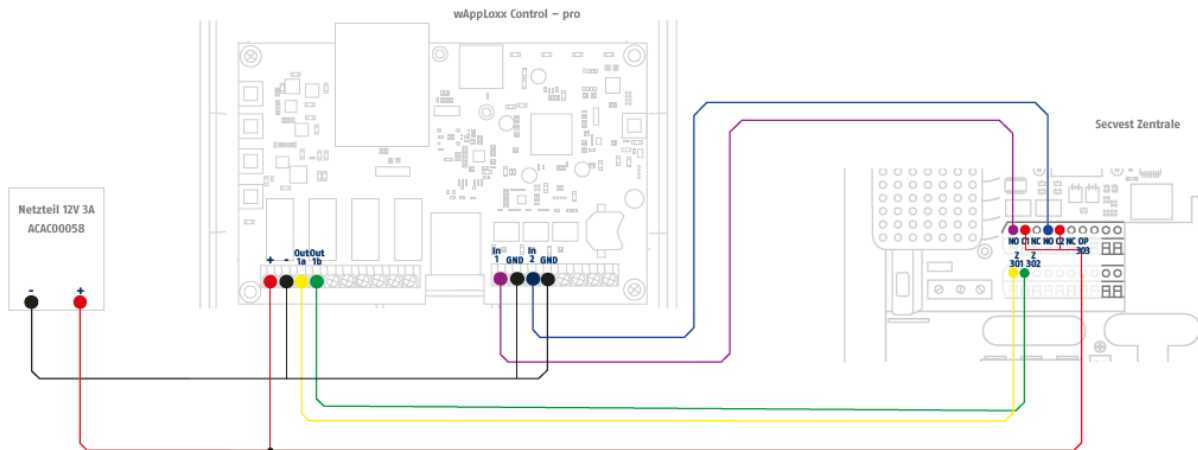 wAppLoxx Control – pro
Secvest Zentrale
Netzteil 12V 3A
ACAC00058
- +
+ - Out 1a Out 1b
In 1 GND In 2 GND
NO C1 NC NO C2 NC OP 303
Z 301 Z 302